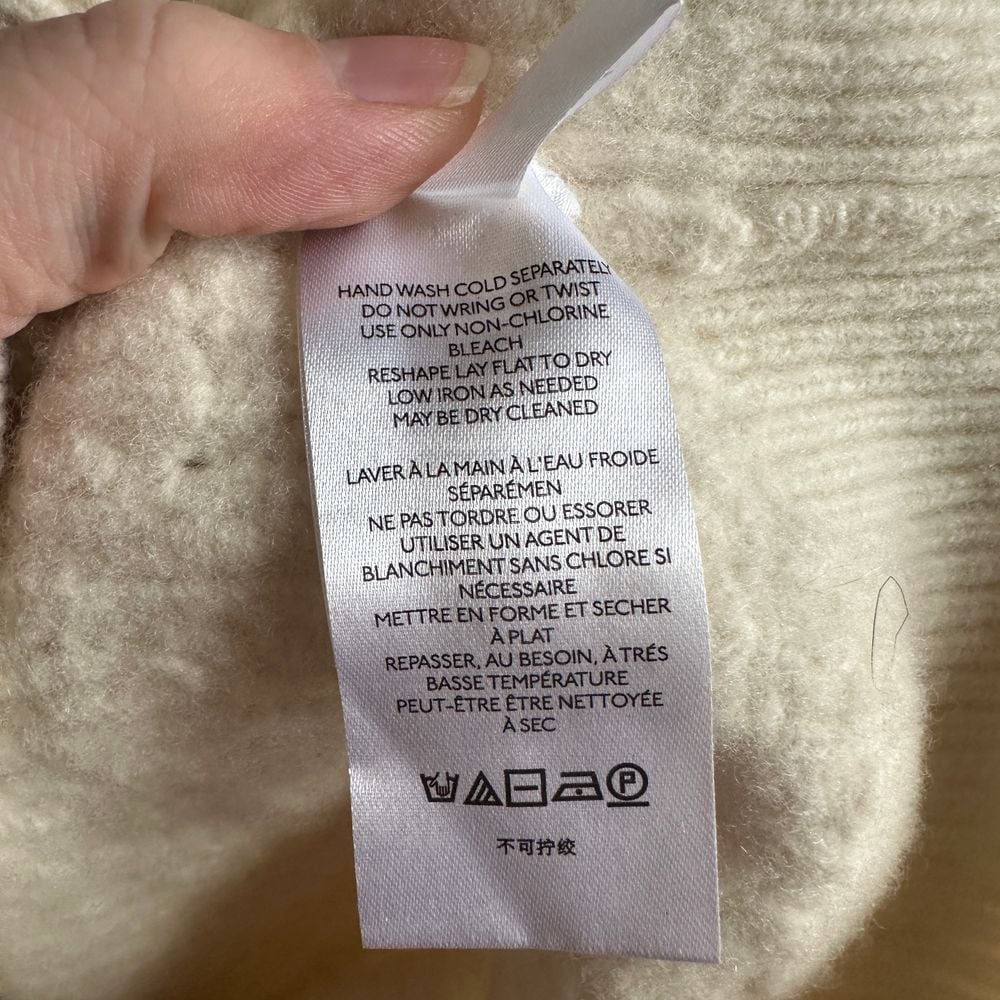 HAND WASH COLD SEPARATELY
DO NOT WRING OR TWIST
USE ONLY NON-CHLORINE
BLEACH
RESHAPE LAY FLAT TO DRY
LOW IRON AS NEEDED
MAY BE DRY CLEANED
LAVER À LA MAIN À L'EAU FROIDE
SÉPARÉMEN
NE PAS TORDRE OU ESSORER
UTILISER UN AGENT DE
BLANCHIMENT SANS CHLORE SI
NÉCESSAIRE
METTRE EN FORME ET SECHER
À PLAT
REPASSER, AU BESOIN, À TRÉS
BASSE TEMPÉRATURE
PEUT-ÊTRE ÊTRE NETTOYÉE
À SEC
P
不可拧绞